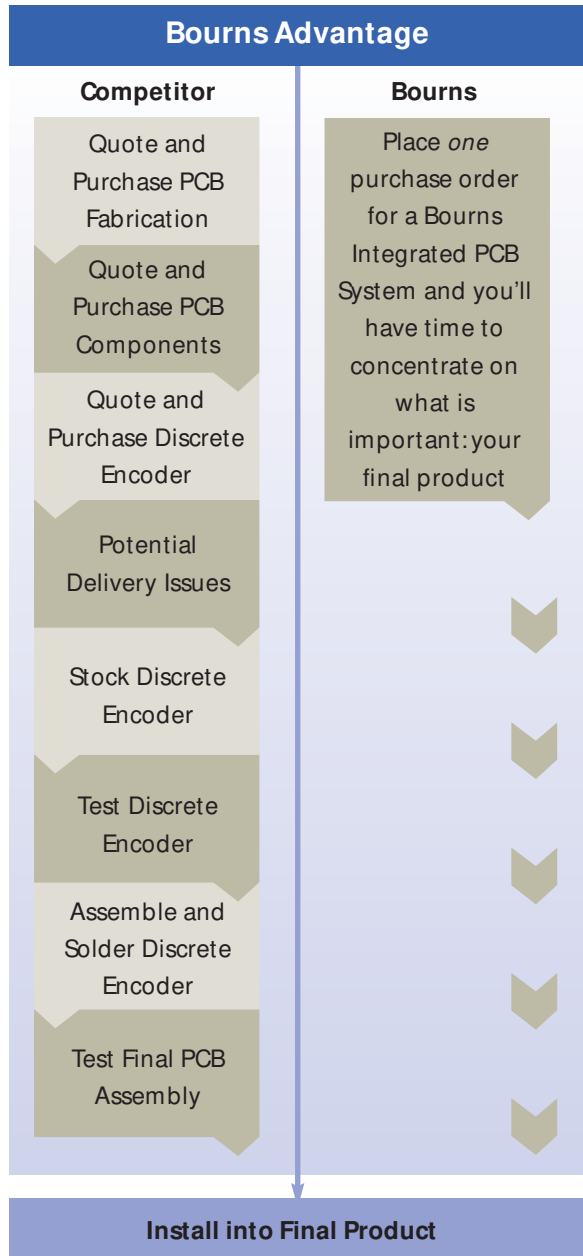 Bourns Advantage
Competitor
Quote and
Purchase PCB
Fabrication
Quote and
Purchase PCB
Components
Quote and
Purchase Discrete
Encoder
Potential
Delivery Issues
Stock Discrete
Encoder
Test Discrete
Encoder
Assemble and
Solder Discrete
Encoder
Test Final PCB
Assembly
Bourns
Place one
purchase order
for a Bourns
Integrated PCB
System and you’ll
have time to
concentrate on
what is
important: your
final product
Install into Final Product